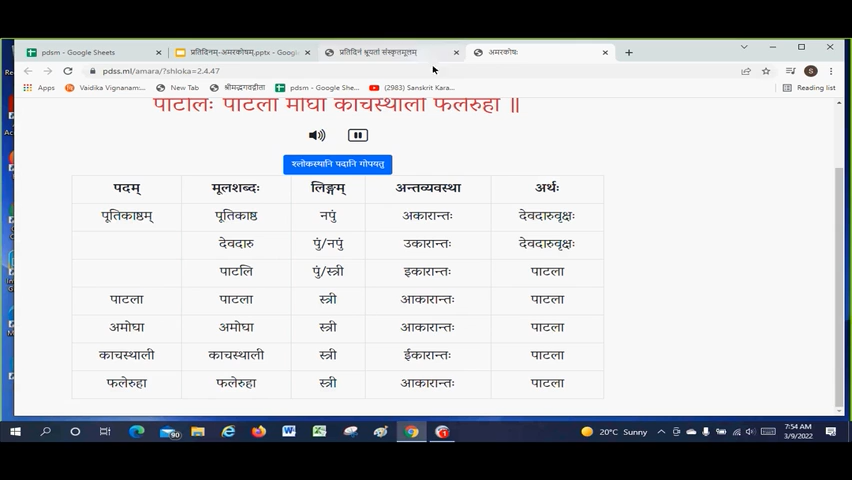 pdsm - Google Sheets
प्रतिदिनम्-अमरकोषम्.pptx - Googl
प्रतिदिनं श्रूयतां संस्कृतमूलम्
अमरकोषः
pdss.ml/amara/?shloka=2.4.47
Apps
Vaidika Vignanam:
New Tab
श्रीमद्भगवद्गीता
pdsm - Google She...
(2983) Sanskrit Kara...
Reading list
पाटलिः पाटला मोघा काचस्थाली फलेरुहा ॥
श्लोकस्थानि पदानि गोपयतु
पदम् मूलशब्दः लिङ्गम् अन्तव्यवस्था अर्थः
पूतिकाष्ठम् पूतिकाष्ठ नपुं अकारान्तः देवदारुवृक्षः
देवदारु पुं/नपुं उकारान्तः देवदारुवृक्षः
पाटलि पुं/स्त्री इकारान्तः पाटला
पाटला पाटला स्त्री आकारान्तः पाटला
अमोघा अमोघा स्त्री आकारान्तः पाटला
काचस्थाली काचस्थाली स्त्री ईकारान्तः पाटला
फलेरुहा फलेरुहा स्त्री आकारान्तः पाटला
90
20°C Sunny
7:54 AM
3/9/2022